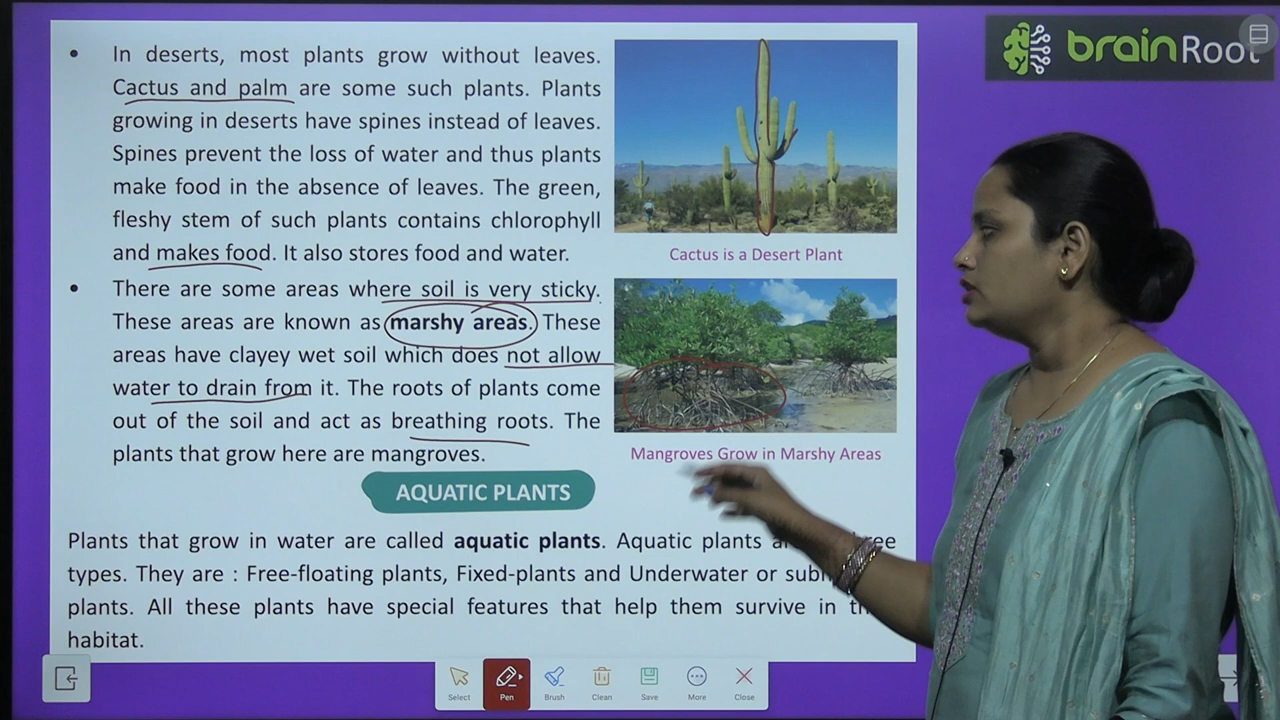 brainRoot
• In deserts, most plants grow without leaves.
Cactus and palm are some such plants. Plants
growing in deserts have spines instead of leaves.
Spines prevent the loss of water and thus plants
make food in the absence of leaves. The green,
fleshy stem of such plants contains chlorophyll
and makes food. It also stores food and water.
Cactus is a Desert Plant
• There are some areas where soil is very sticky.
These areas are known as marshy areas. These
areas have clayey wet soil which does not allow
water to drain from it. The roots of plants come
out of the soil and act as breathing roots. The
plants that grow here are mangroves.
Mangroves Grow in Marshy Areas
AQUATIC PLANTS
Plants that grow in water are called aquatic plants. Aquatic plants
types. They are : Free-floating plants, Fixed-plants and Underwater or
plants. All these plants have special features that help them survive in
habitat.
Select
Pen
Brush
Clean
Save
More
Close